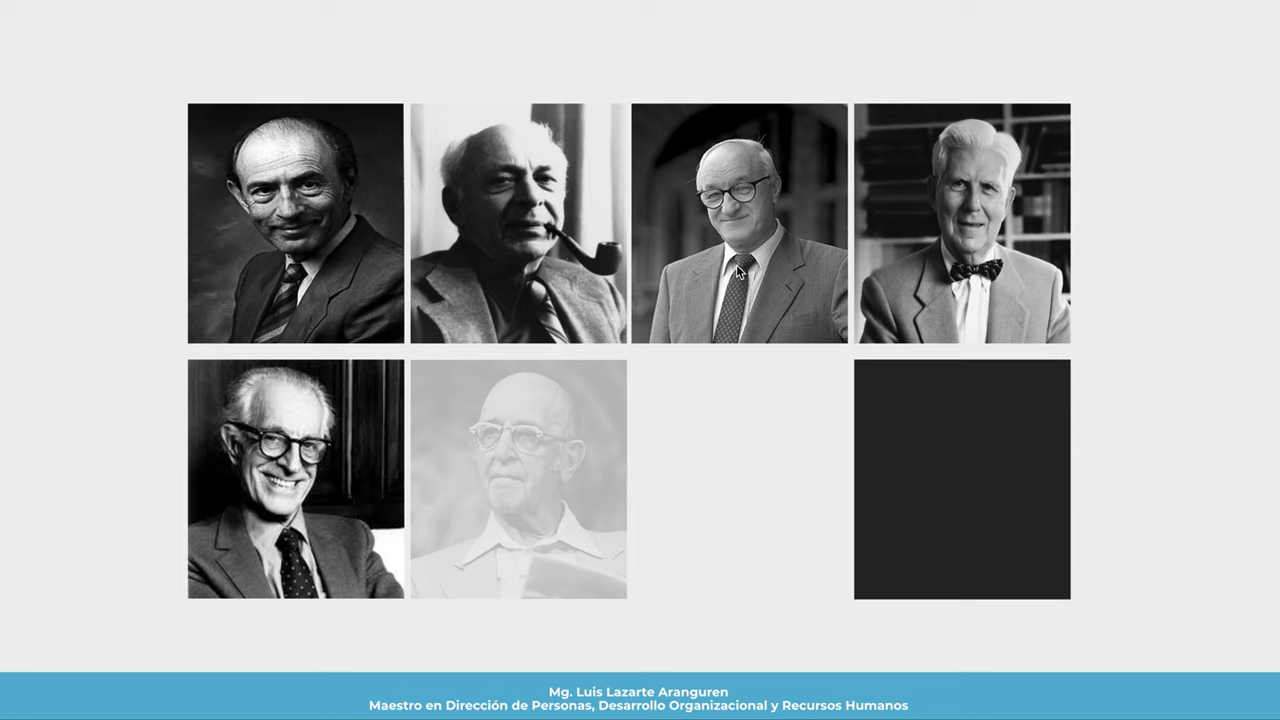 Mg. Luis Lazarte Aranguren
Maestro en Dirección de Personas, Desarrollo Organizacional y Recursos Humanos